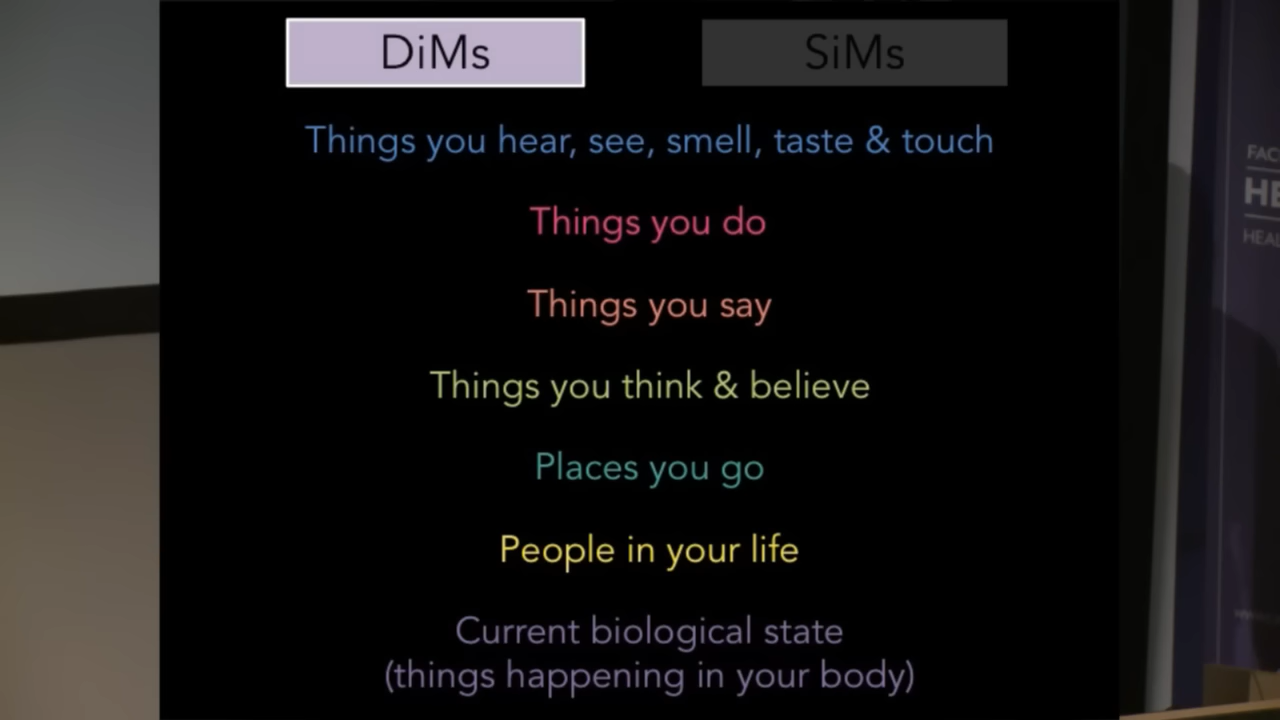 DiMs
SiMs
Things you hear, see, smell, taste & touch
Things you do
Things you say
Things you think & believe
Places you go
People in your life
Current biological state
(things happening in your body)